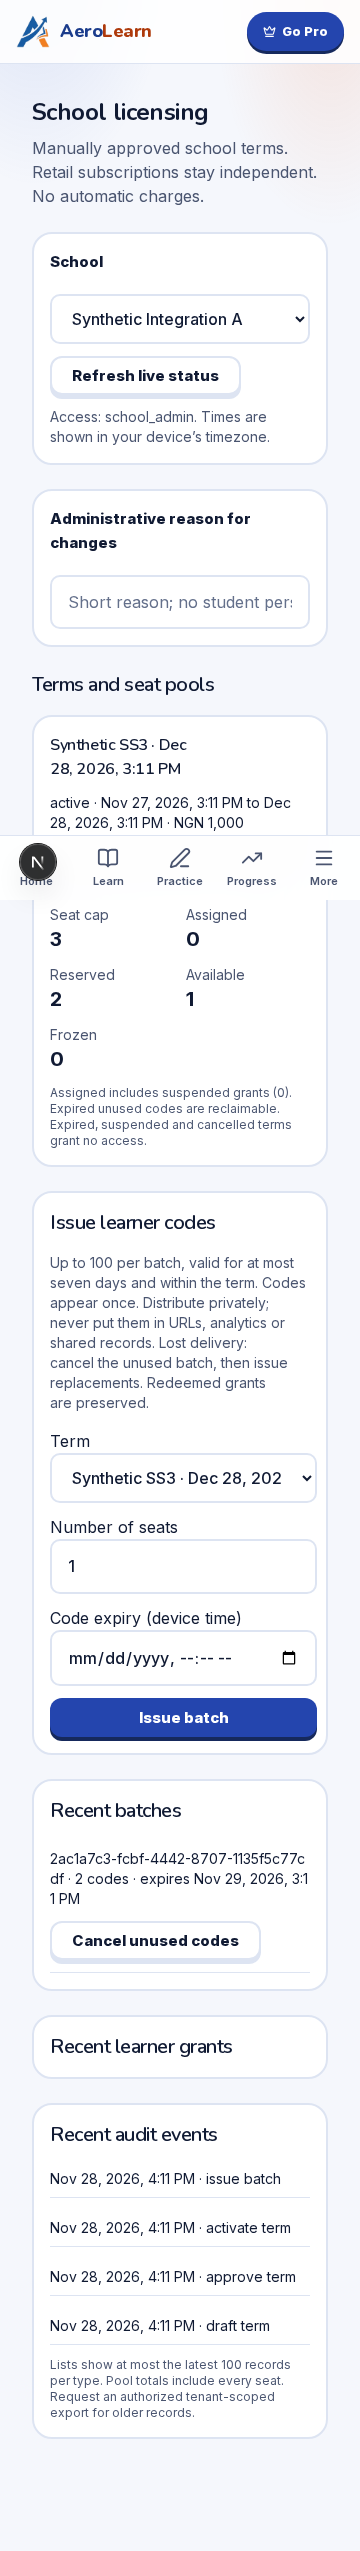 AeroLearn
Go Pro
School licensing
Manually approved school terms.
Retail subscriptions stay independent.
No automatic charges.
School
Synthetic Integration A
Refresh live status
Access: school_admin. Times are
shown in your device's timezone.
Administrative reason for
changes
Short reason; no student pers
Terms and seat pools
Synthetic SS3 · Dec
28, 2026, 3:11 PM
active · Nov 27, 2026, 3:11 PM to Dec
28, 2026, 3:11 PM · NGN 1,000
N
Home
Learn
Practice
Progress
More
Seat cap
Assigned
3
0
Reserved
Available
2
1
Frozen
0
Assigned includes suspended grants (0).
Expired unused codes are reclaimable.
Expired, suspended and cancelled terms
grant no access.
Issue learner codes
Up to 100 per batch, valid for at most
seven days and within the term. Codes
appear once. Distribute privately;
never put them in URLs, analytics or
shared records. Lost delivery:
cancel the unused batch, then issue
replacements. Redeemed grants
are preserved.
Term
Synthetic SS3 · Dec 28, 202
Number of seats
1
Code expiry (device time)
mm/dd/yyyy, --:-- --
Issue batch
Recent batches
2ac1a7c3-fcbf-4442-8707-1135f5c77c
df · 2 codes · expires Nov 29, 2026, 3:1
1 PM
Cancel unused codes
Recent learner grants
Recent audit events
Nov 28, 2026, 4:11 PM · issue batch
Nov 28, 2026, 4:11 PM · activate term
Nov 28, 2026, 4:11 PM · approve term
Nov 28, 2026, 4:11 PM · draft term
Lists show at most the latest 100 records
per type. Pool totals include every seat.
Request an authorized tenant-scoped
export for older records.